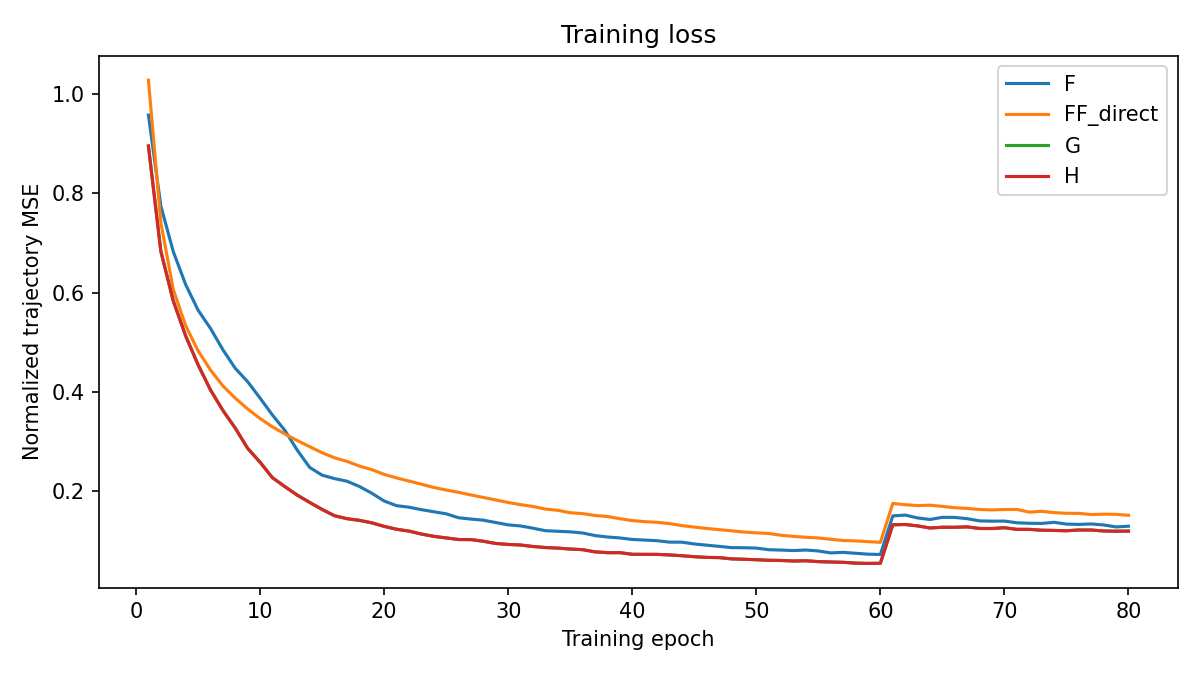 Training loss
F
FF_direct
G
H
Normalized trajectory MSE
1.0
0.8
0.6
0.4
0.2
0 10 20 30 40 50 60 70 80
Training epoch